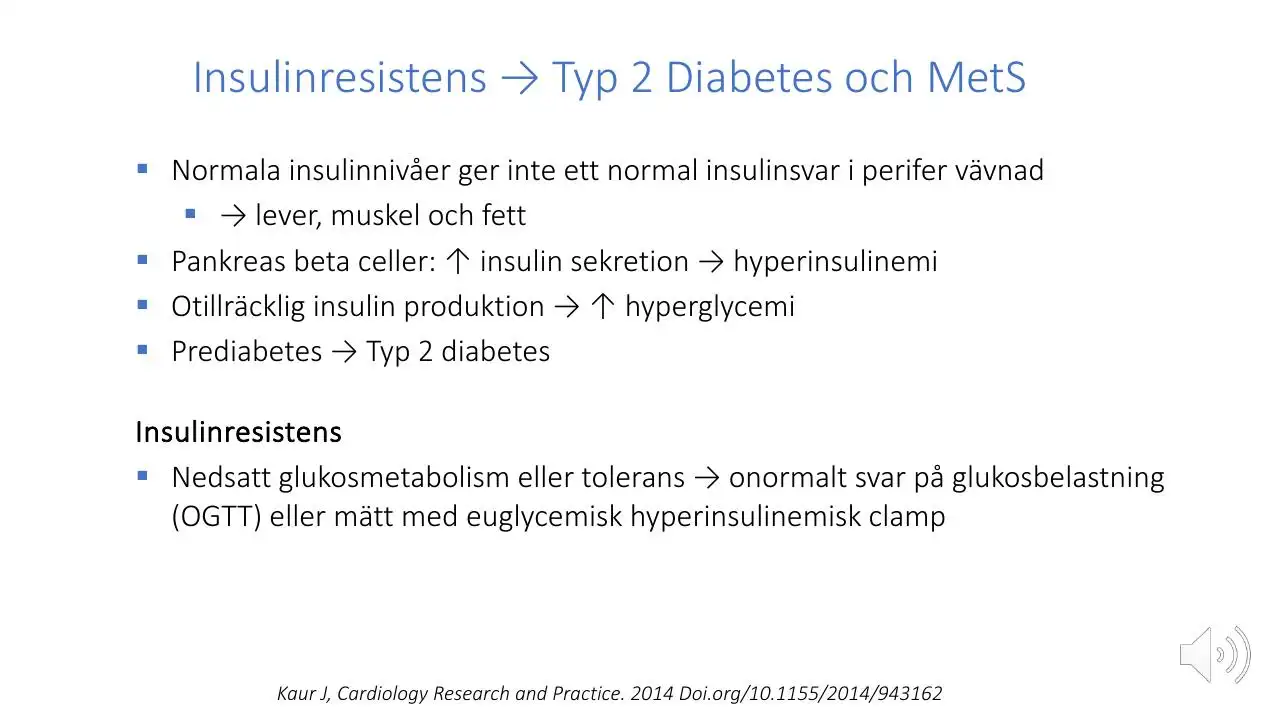 Insulinresistens → Typ 2 Diabetes och MetS
▪ Normala insulinnivåer ger inte ett normal insulinsvar i perifer vävnad
▪ → lever, muskel och fett
▪ Pankreas beta celler: ↑ insulin sekretion → hyperinsulinemi
▪ Otillräcklig insulin produktion → ↑ hyperglycemi
▪ Prediabetes → Typ 2 diabetes
Insulinresistens
▪ Nedsatt glukosmetabolism eller tolerans → onormalt svar på glukosbelastning
(OGTT) eller mätt med euglycemisk hyperinsulinemisk clamp
Kaur J, Cardiology Research and Practice. 2014 Doi.org/10.1155/2014/943162